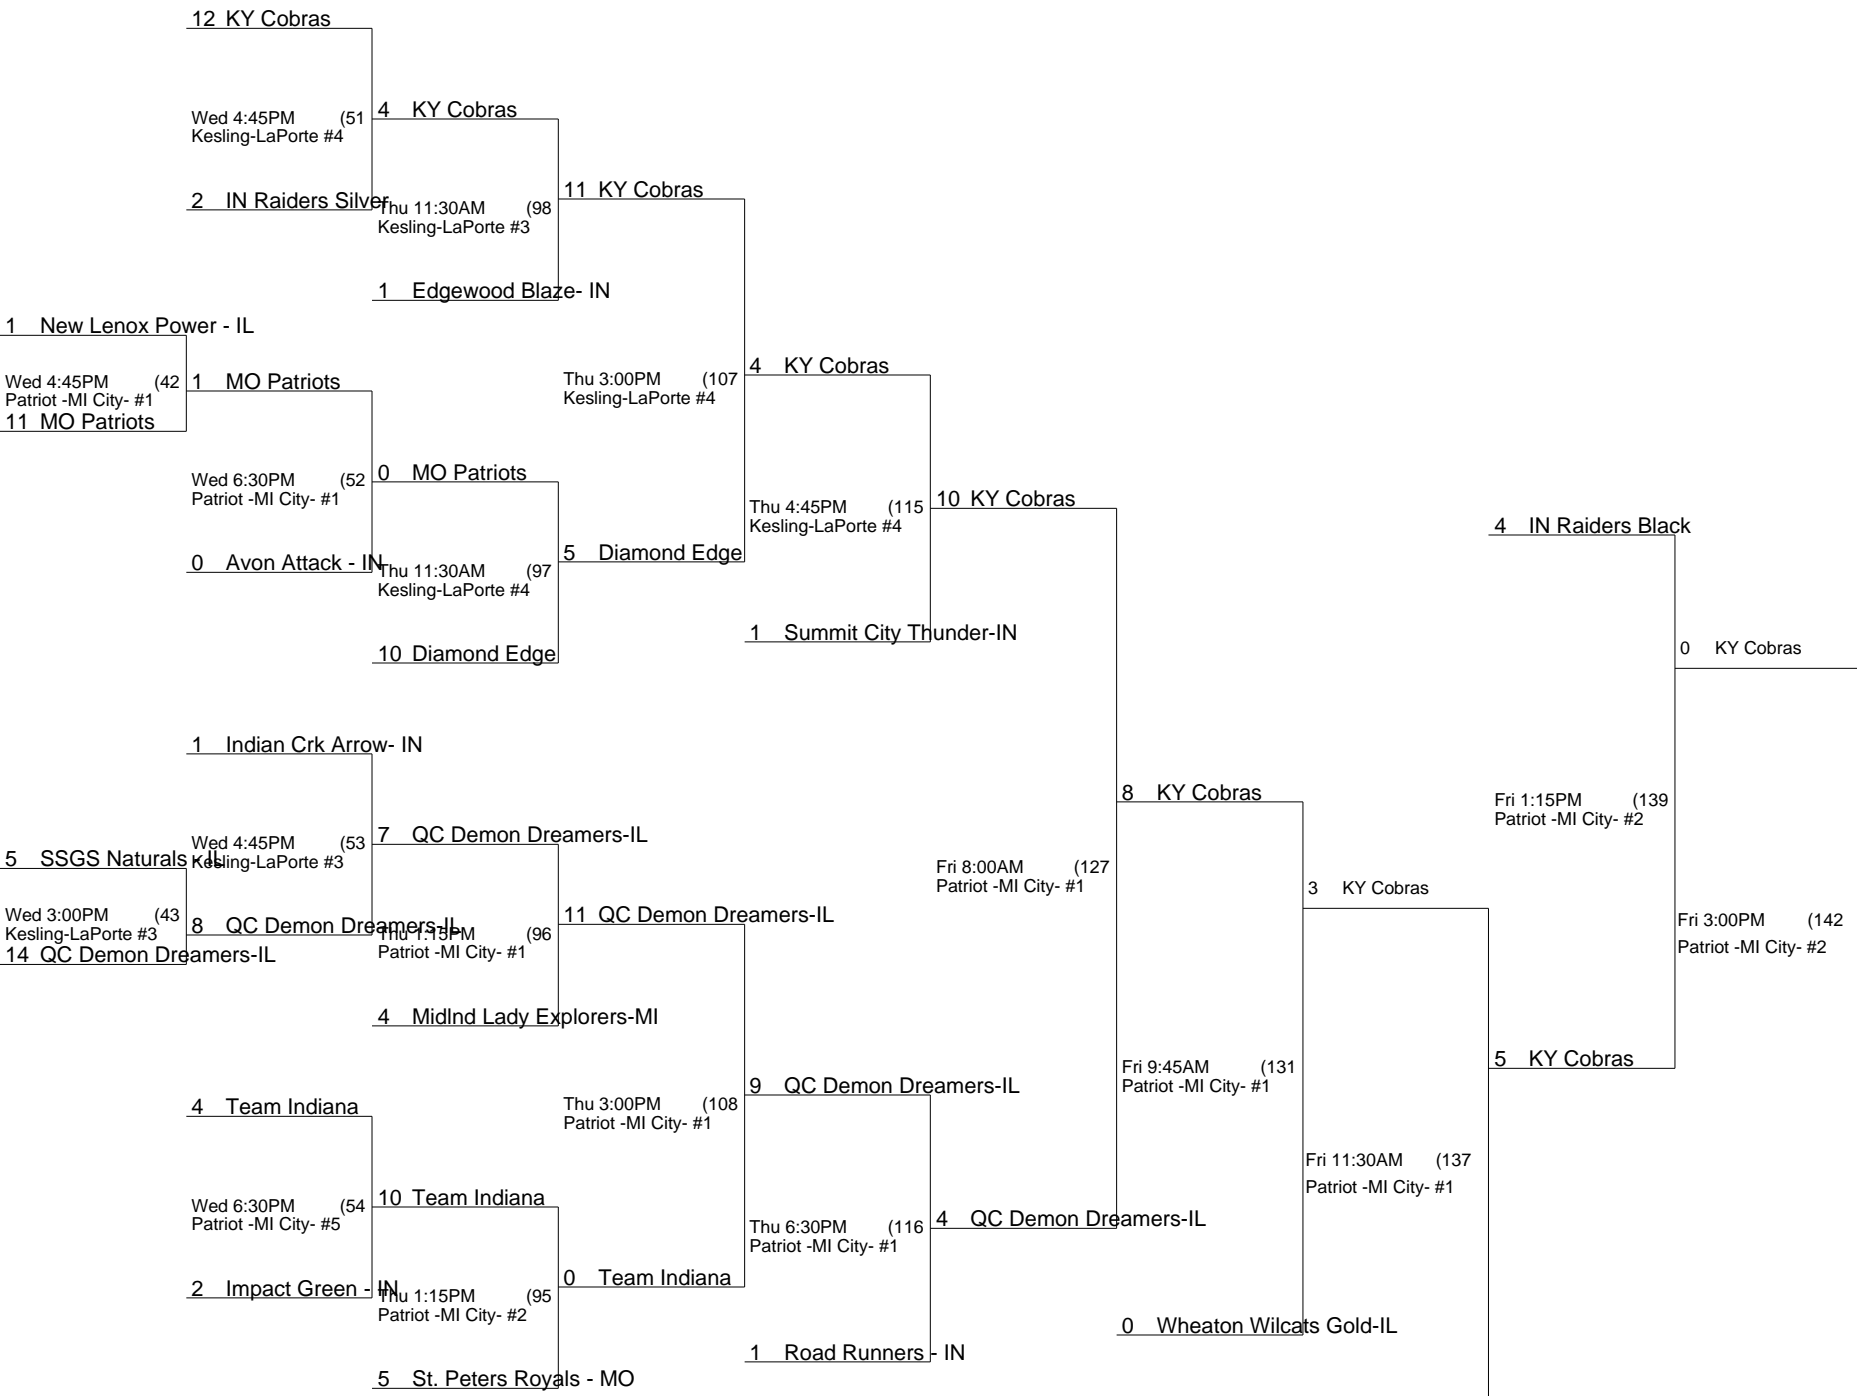 12 KY Cobras
Wed 4:45PM (51
Kesling-LaPorte #4
2 IN Raiders Silver
4 KY Cobras
Thu 11:30AM (98
Kesling-LaPorte #3
1 Edgewood Blaze- IN
11 KY Cobras
1 New Lenox Power - IL
Wed 4:45PM (42
Patriot -MI City- #1
11 MO Patriots
1 MO Patriots
Wed 6:30PM (52
Patriot -MI City- #1
0 Avon Attack - IN
0 MO Patriots
Thu 11:30AM (97
Kesling-LaPorte #4
10 Diamond Edge
5 Diamond Edge
Thu 3:00PM (107
Kesling-LaPorte #4
4 KY Cobras
Thu 4:45PM (115
Kesling-LaPorte #4
1 Summit City Thunder-IN
10 KY Cobras
4 IN Raiders Black
0 KY Cobras
1 Indian Crk Arrow- IN
Wed 4:45PM (53
Kesling-LaPorte #3
5 SSGS Naturals - IL
Wed 3:00PM (43
Kesling-LaPorte #3
14 QC Demon Dreamers-IL
8 QC Demon Dreamers-IL
7 QC Demon Dreamers-IL
Thu 1:15PM (96
Patriot -MI City- #1
4 Midlnd Lady Explorers-MI
11 QC Demon Dreamers-IL
4 Team Indiana
Wed 6:30PM (54
Patriot -MI City- #5
2 Impact Green - IN
10 Team Indiana
Thu 1:15PM (95
Patriot -MI City- #2
5 St. Peters Royals - MO
0 Team Indiana
Thu 3:00PM (108
Patriot -MI City- #1
9 QC Demon Dreamers-IL
Thu 6:30PM (116
Patriot -MI City- #1
1 Road Runners - IN
4 QC Demon Dreamers-IL
Fri 8:00AM (127
Patriot -MI City- #1
8 KY Cobras
Fri 9:45AM (131
Patriot -MI City- #1
0 Wheaton Wilcats Gold-IL
3 KY Cobras
Fri 11:30AM (137
Patriot -MI City- #1
5 KY Cobras
Fri 1:15PM (139
Patriot -MI City- #2
Fri 3:00PM (142
Patriot -MI City- #2